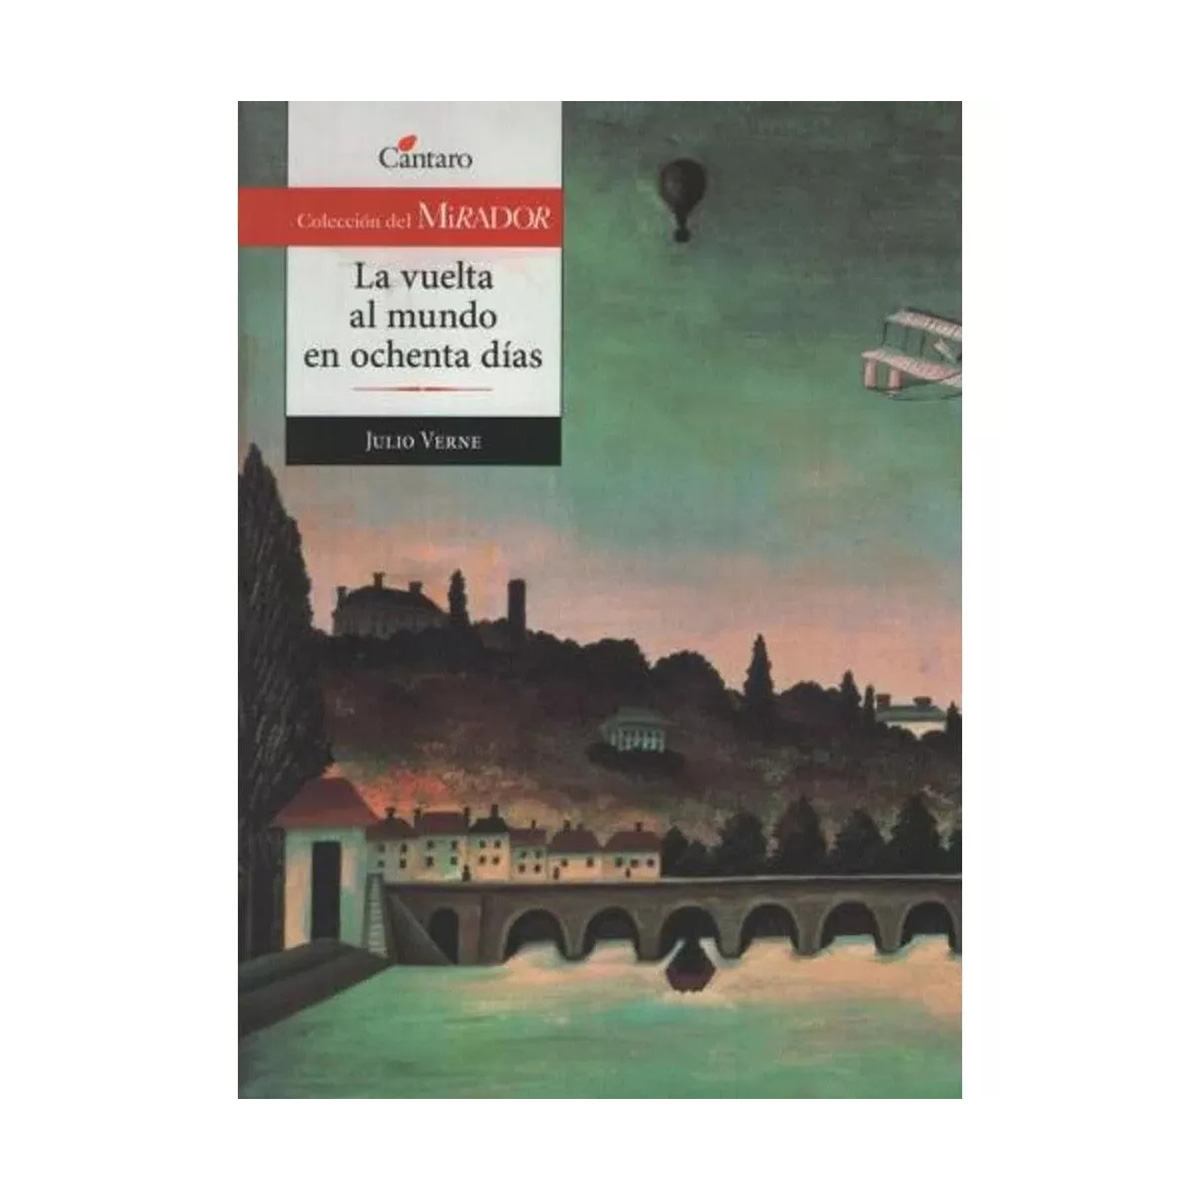 Cántaro
Colección del MiRADOR
La vuelta
al mundo
en ochenta días
JULIO VERNE